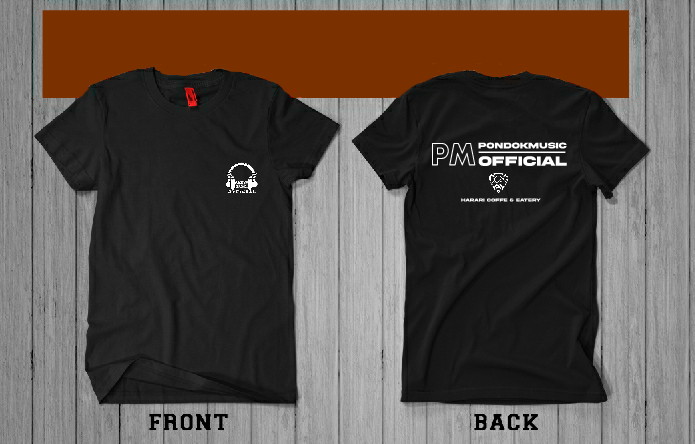 PM
PONDOKMUSIC
OFFICIAL
HARARI COFFE & EATERY
FRONT
BACK